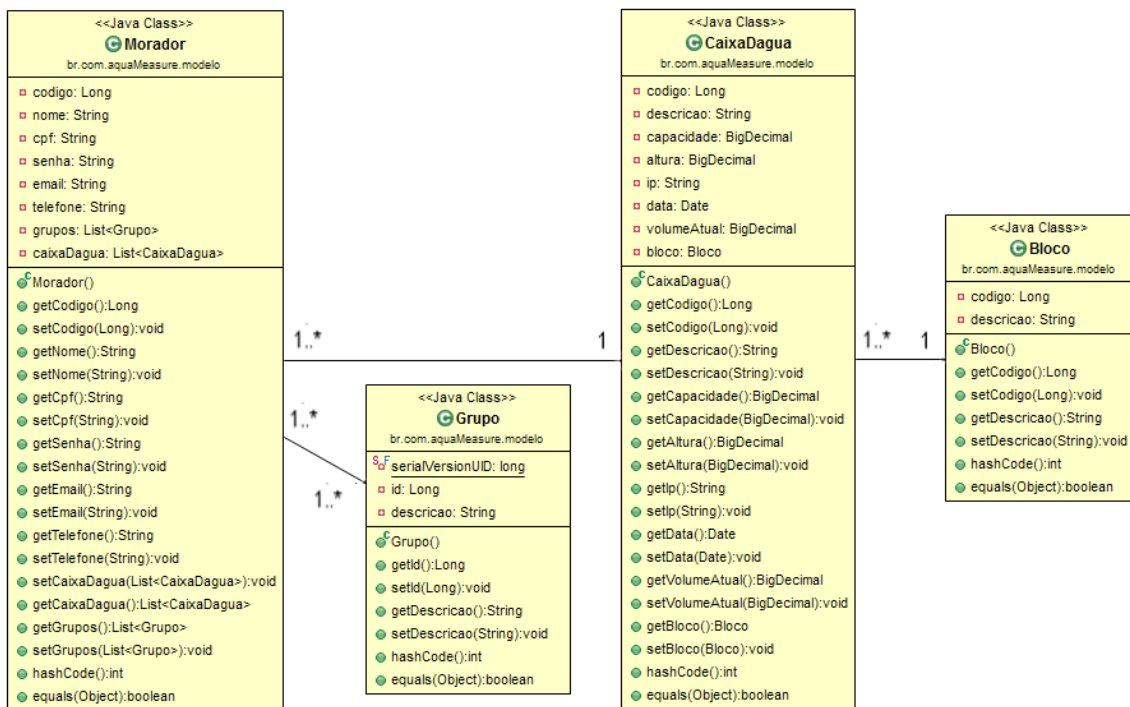 <<Java Class>>
Morador
br.com.aquaMeasure.modelo
codigo: Long
nome: String
cpf: String
senha: String
email: String
telefone: String
grupos: List<Grupo>
caixaDagua: List<CaixaDagua>
Morador()
getCodigo():Long
setCodigo(Long):void
getNome():String
setNome(String):void
getCpf():String
setCpf(String):void
getSenha():String
setSenha(String):void
getEmail():String
setEmail(String):void
getTelefone():String
setTelefone(String):void
setCaixaDagua(List<CaixaDagua>):void
getCaixaDagua():List<CaixaDagua>
getGrupos():List<Grupo>
setGrupos(List<Grupo>):void
hashCode():int
equals(Object):boolean
1..*
1
1..*
1..*
<<Java Class>>
Grupo
br.com.aquaMeasure.modelo
serialVersionUID: long
id: Long
descricao: String
Grupo()
getId():Long
setId(Long):void
getDescricao():String
setDescricao(String):void
hashCode():int
equals(Object):boolean
<<Java Class>>
CaixaDagua
br.com.aquaMeasure.modelo
codigo: Long
descricao: String
capacidade: BigDecimal
altura: BigDecimal
ip: String
data: Date
volumeAtual: BigDecimal
bloco: Bloco
CaixaDagua()
getCodigo():Long
setCodigo(Long):void
getDescricao():String
setDescricao(String):void
getCapacidade():BigDecimal
setCapacidade(BigDecimal):void
getAltura():BigDecimal
setAltura(BigDecimal):void
getIp():String
setIp(String):void
getData():Date
setData(Date):void
getVolumeAtual():BigDecimal
setVolumeAtual(BigDecimal):void
getBloco():Bloco
setBloco(Bloco):void
hashCode():int
equals(Object):boolean
1..*
1
<<Java Class>>
Bloco
br.com.aquaMeasure.modelo
codigo: Long
descricao: String
Bloco()
getCodigo():Long
setCodigo(Long):void
getDescricao():String
setDescricao(String):void
hashCode():int
equals(Object):boolean